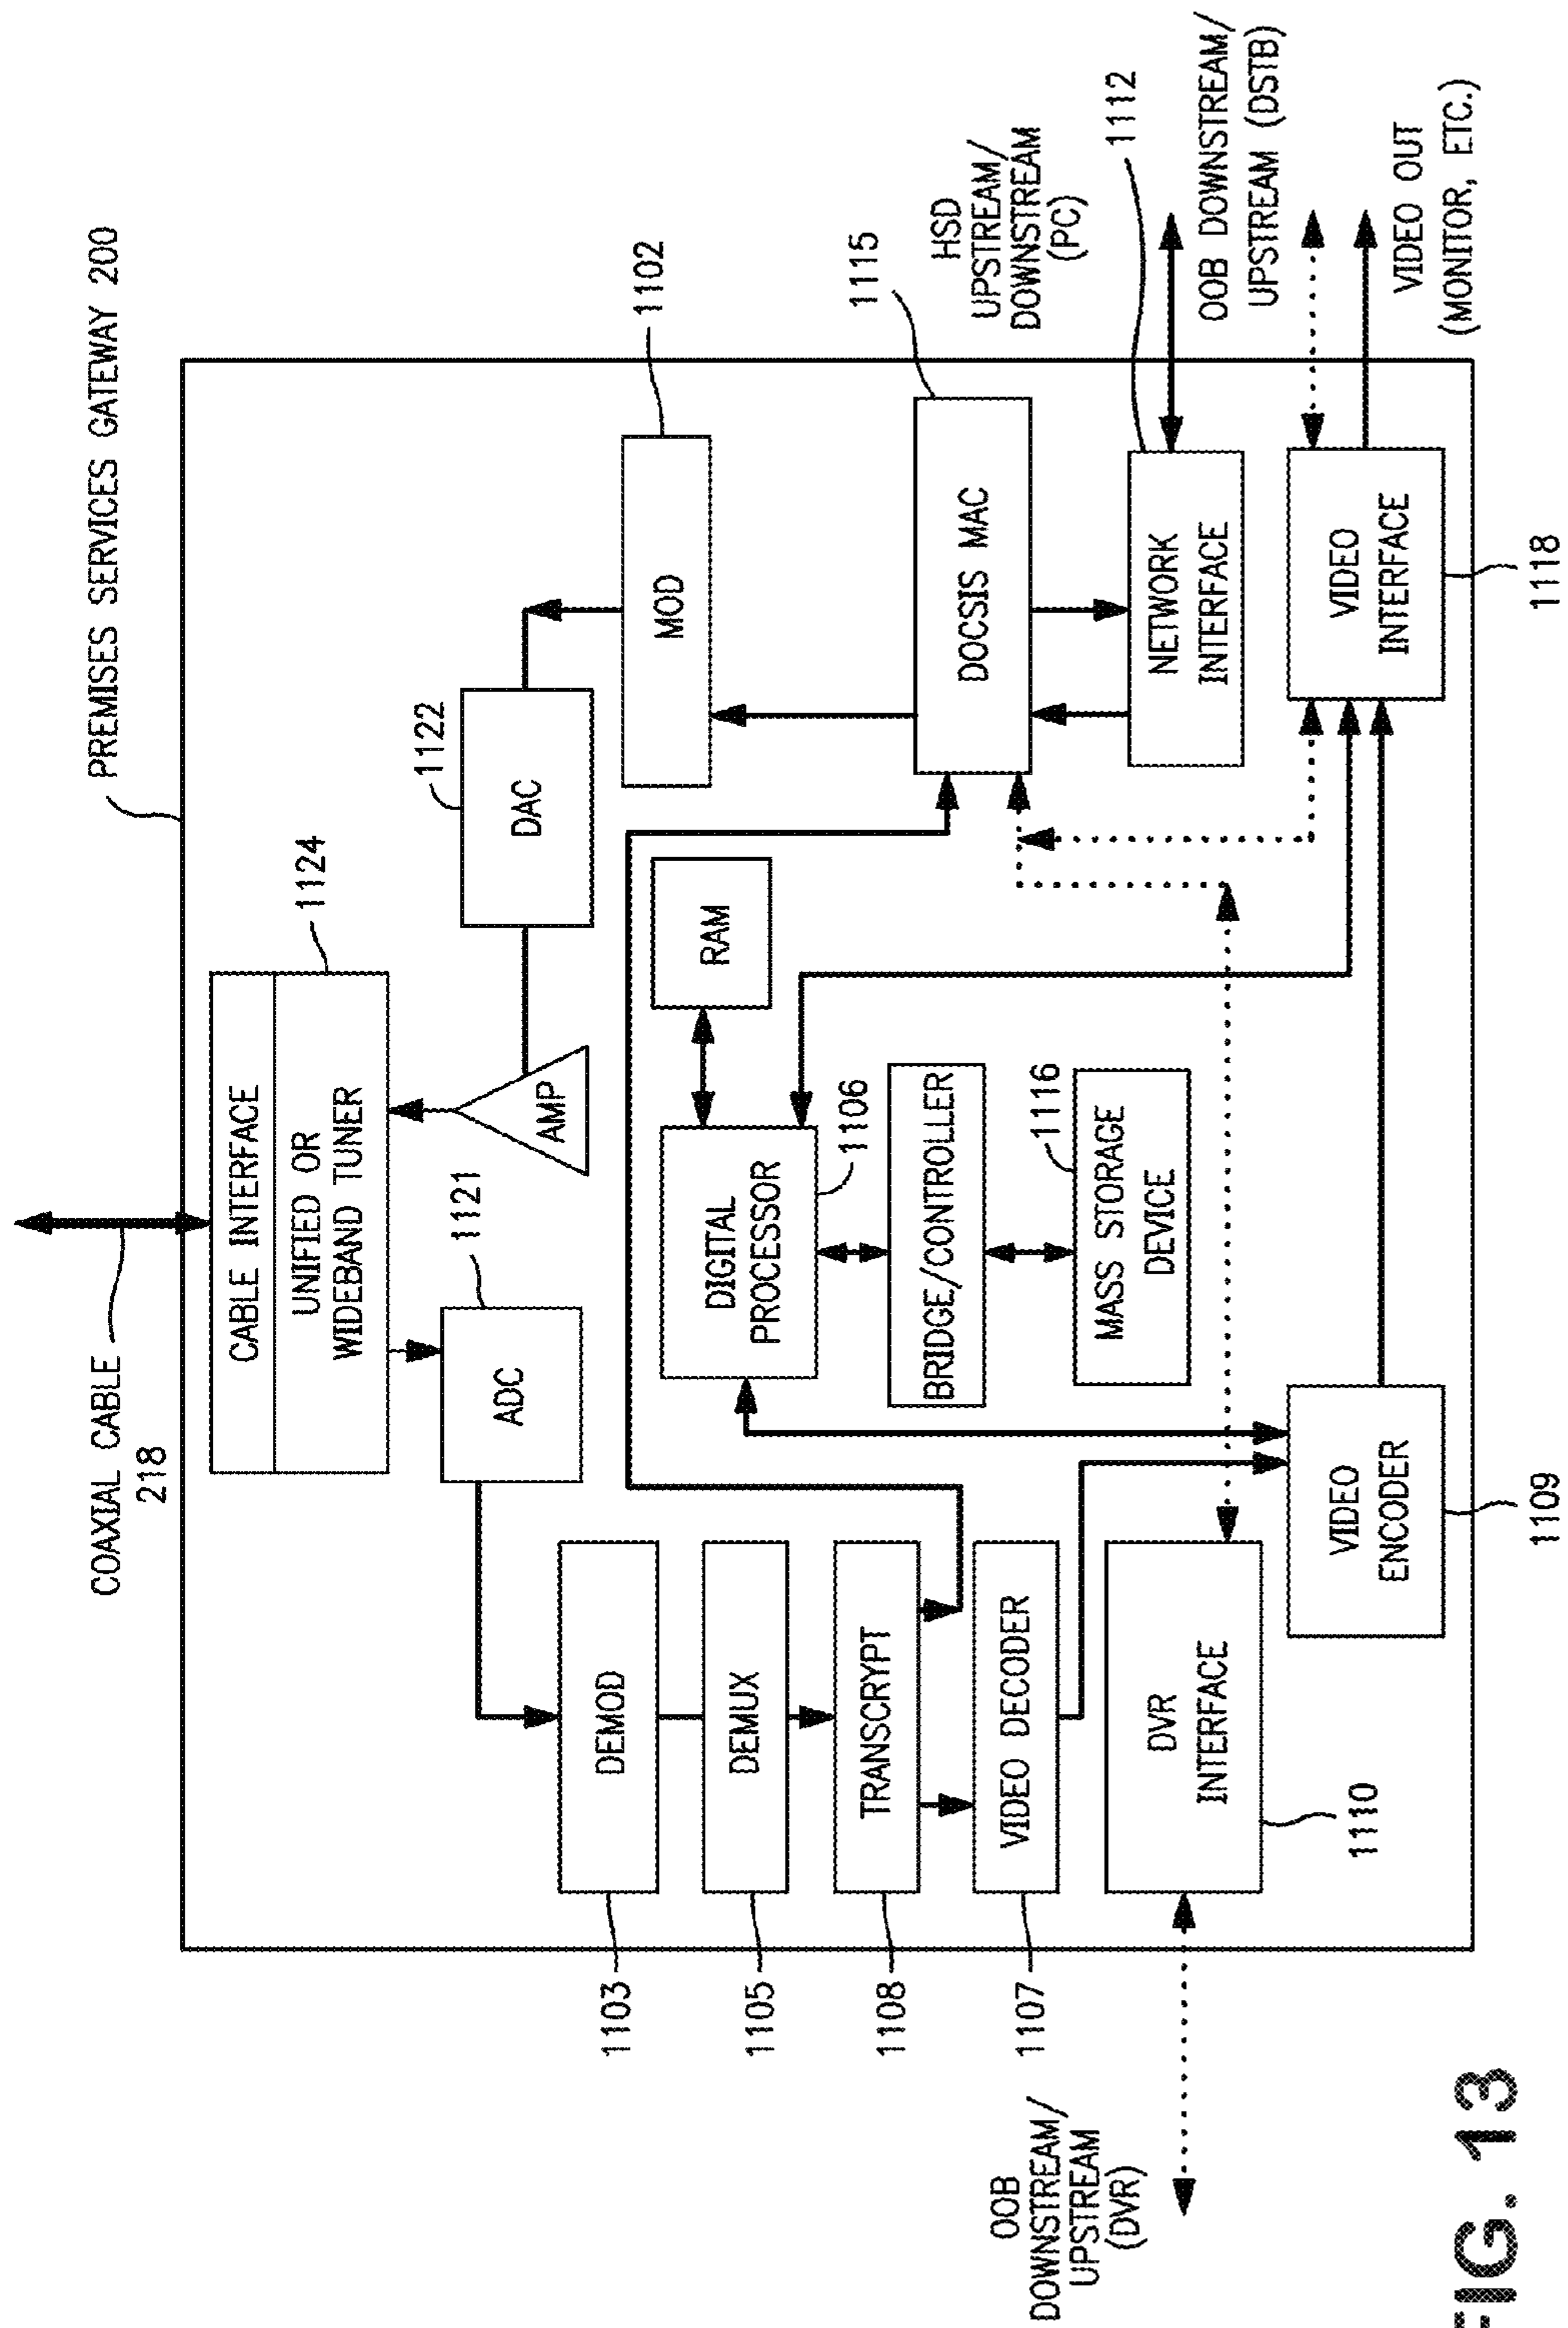 COAXIAL CABLE
218
PREMISES SERVICES GATEWAY 200
CABLE INTERFACE
UNIFIED OR
WIDEBAND TUNER
1124
1121
ADC
AMP
1122
DAC
1102
MOD
1103
DEMOD
1105
DEMUX
1108
TRANSCRYPT
1107
VIDEO DECODER
DVR
INTERFACE
1110
OOB
DOWNSTREAM/
UPSTREAM
(DVR)
DIGITAL
PROCESSOR
1106
RAM
BRIDGE/CONTROLLER
1116
MASS STORAGE
DEVICE
1115
DOCSIS MAC
HSD
UPSTREAM/
DOWNSTREAM
(PC)
1112
NETWORK
INTERFACE
OOB DOWNSTREAM/
UPSTREAM (DSTB)
VIDEO
INTERFACE
1118
VIDEO OUT
(MONITOR, ETC.)
VIDEO
ENCODER
1109
FIG. 13